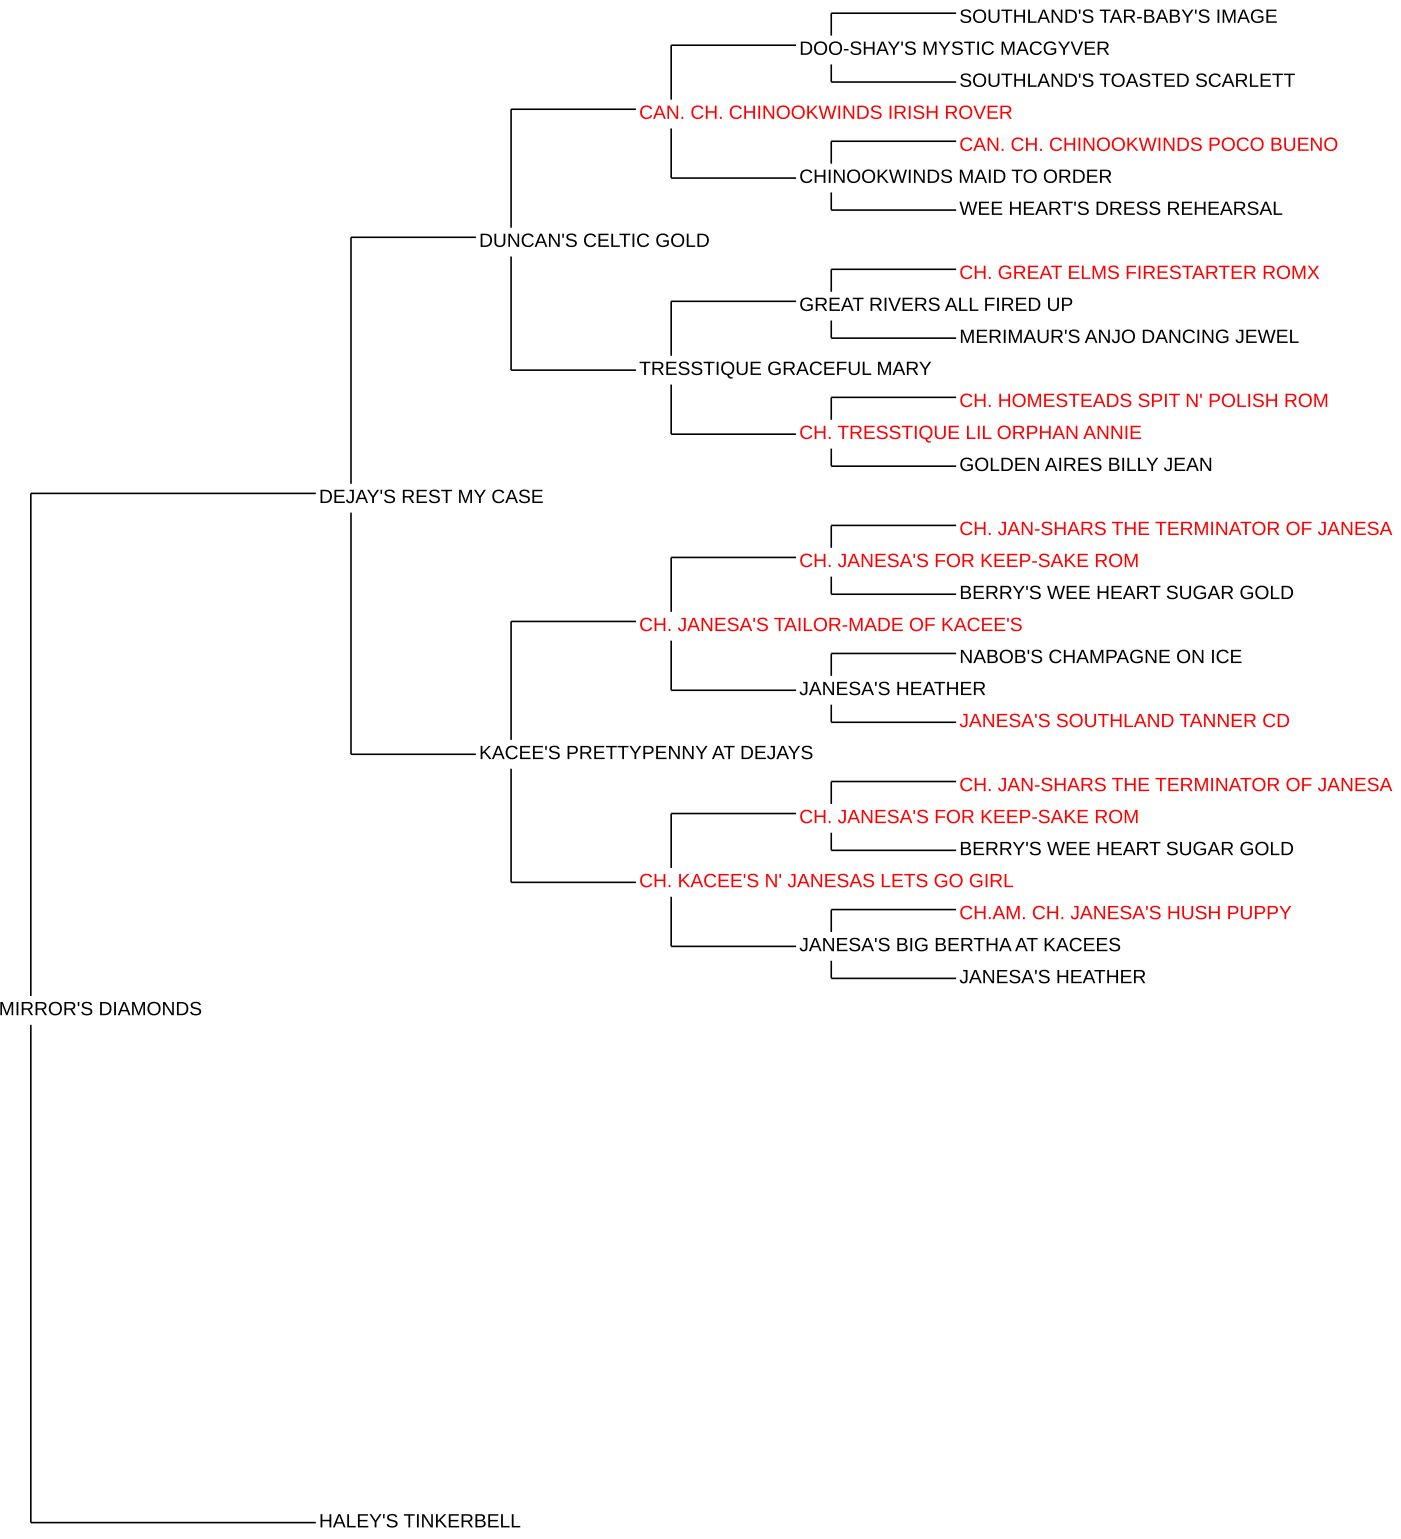 SOUTHLAND'S TAR-BABY'S IMAGE
DOO-SHAY'S MYSTIC MACGYVER
SOUTHLAND'S TOASTED SCARLETT
CAN. CH. CHINOOKWINDS IRISH ROVER
CAN. CH. CHINOOKWINDS POCO BUENO
CHINOOKWINDS MAID TO ORDER
WEE HEART'S DRESS REHEARSAL
DUNCAN'S CELTIC GOLD
CH. GREAT ELMS FIRESTARTER ROMX
GREAT RIVERS ALL FIRED UP
MERIMAUR'S ANJO DANCING JEWEL
TRESSTIQUE GRACEFUL MARY
CH. HOMESTEADS SPIT N' POLISH ROM
CH. TRESSTIQUE LIL ORPHAN ANNIE
GOLDEN AIRES BILLY JEAN
DEJAY'S REST MY CASE
CH. JAN-SHARS THE TERMINATOR OF JANESA
CH. JANESA'S FOR KEEP-SAKE ROM
BERRY'S WEE HEART SUGAR GOLD
CH. JANESA'S TAILOR-MADE OF KACEE'S
NABOB'S CHAMPAGNE ON ICE
JANESA'S HEATHER
JANESA'S SOUTHLAND TANNER CD
KACEE'S PRETTYPENNY AT DEJAYS
CH. JAN-SHARS THE TERMINATOR OF JANESA
CH. JANESA'S FOR KEEP-SAKE ROM
BERRY'S WEE HEART SUGAR GOLD
CH. KACEE'S N' JANESAS LETS GO GIRL
CH.AM. CH. JANESA'S HUSH PUPPY
JANESA'S BIG BERTHA AT KACEES
JANESA'S HEATHER
MIRROR'S DIAMONDS
HALEY'S TINKERBELL